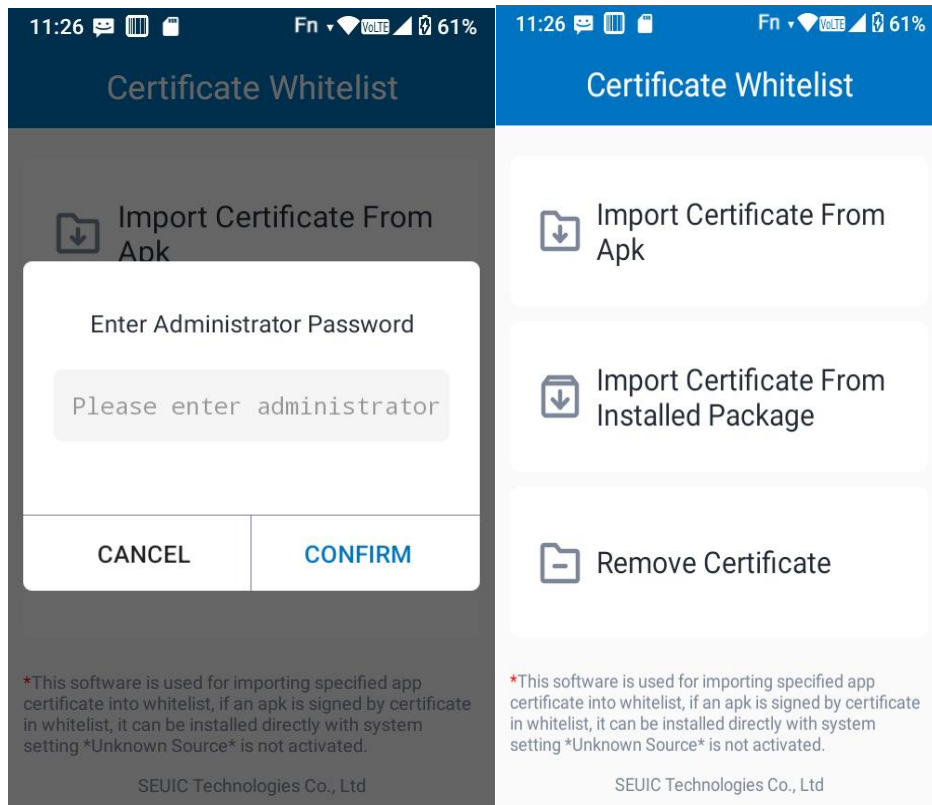 11:26
Fn
VoLTE
61%
Certificate Whitelist
Import Certificate From
Apk
Enter Administrator Password
Please enter administrator
CANCEL
CONFIRM
*This software is used for importing specified app
certificate into whitelist, if an apk is signed by certificate
in whitelist, it can be installed directly with system
setting *Unknown Source* is not activated.
SEUIC Technologies Co., Ltd
11:26
Fn
VoLTE
61%
Certificate Whitelist
Import Certificate From
Apk
Import Certificate From
Installed Package
Remove Certificate
*This software is used for importing specified app
certificate into whitelist, if an apk is signed by certificate
in whitelist, it can be installed directly with system
setting *Unknown Source* is not activated.
SEUIC Technologies Co., Ltd